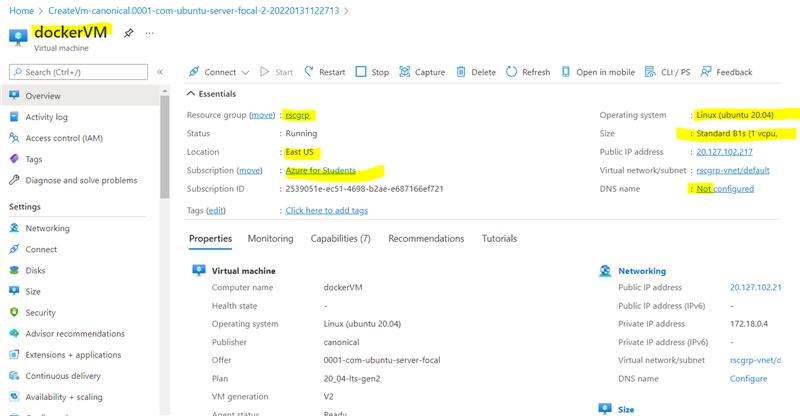 Home > CreateVm-canonical.0001-com-ubuntu-server-focal-2-20220131122713 >
dockerVM
Virtual machine
Search (Ctrl+/)
Connect
Start
Restart
Stop
Capture
Delete
Refresh
Open in mobile
CLI / PS
Feedback
Overview
Activity log
Access control (IAM)
Tags
Diagnose and solve problems
Settings
Networking
Connect
Disks
Size
Security
Advisor recommendations
Extensions + applications
Continuous delivery
Availability + scaling
Essentials
Resource group (move) : rscgrp
Status : Running
Location : East US
Subscription (move) : Azure for Students
Subscription ID : 2539051e-ec51-4698-b2ae-e687166ef721
Tags (edit) : Click here to add tags
Operating system : Linux (ubuntu 20.04)
Size : Standard B1s (1 vcpu,
Public IP address : 20.127.102.217
Virtual network/subnet : rscgrp-vnet/default
DNS name : Not configured
Properties Monitoring Capabilities (7) Recommendations Tutorials
Virtual machine
Computer name dockerVM
Health state -
Operating system Linux (ubuntu 20.04)
Publisher canonical
Offer 0001-com-ubuntu-server-focal
Plan 20_04-lts-gen2
VM generation V2
Agent status Ready
Networking
Public IP address 20.127.102.21
Public IP address (IPv6) -
Private IP address 172.18.0.4
Private IP address (IPv6) -
Virtual network/subnet rscgrp-vnet/d
DNS name Configure
Size